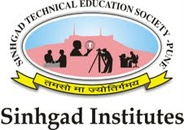 SINHGAD TECHNICAL EDUCATION SOCIETY • PUNE
तमसो मा ज्योतिर्गमय
Sinhgad Institutes